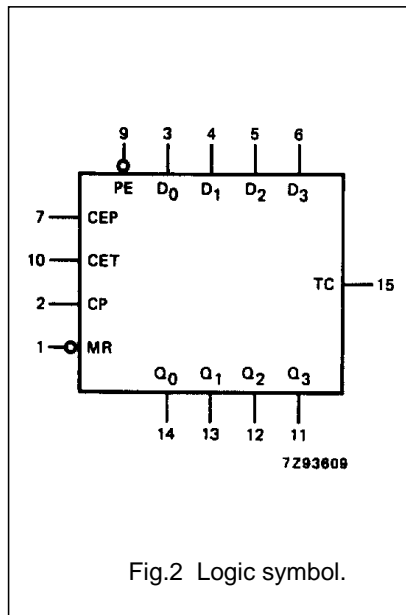 9 3 4 5 6
PE D0 D1 D2 D3
7 CEP
10 CET
TC 15
2 CP
1 MR
Q0 Q1 Q2 Q3
14 13 12 11
7Z93609
Fig.2 Logic symbol.